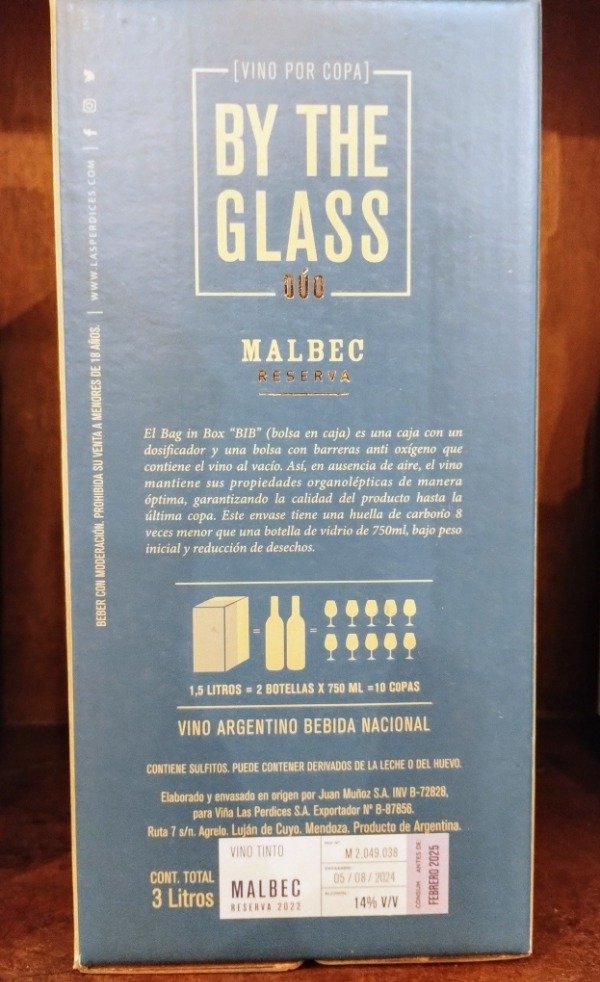 [VINO POR COPA]
BY THE
GLASS
DÚO
MALBEC
RESERVA
El Bag in Box “BIB” (bolsa en caja) es una caja con un
dosificador y una bolsa con barreras anti oxígeno que
contiene el vino al vacío. Así, en ausencia de aire, el vino
mantiene sus propiedades organolépticas de manera
óptima, garantizando la calidad del producto hasta la
última copa. Este envase tiene una huella de carbono 8
veces menor que una botella de vidrio de 750ml, bajo peso
inicial y reducción de desechos.
= =
1,5 LITROS = 2 BOTELLAS X 750 ML =10 COPAS
VINO ARGENTINO BEBIDA NACIONAL
CONTIENE SULFITOS. PUEDE CONTENER DERIVADOS DE LA LECHE O DEL HUEVO.
Elaborado y envasado en origen por Juan Muñoz S.A. INV B-72828,
para Viña Las Perdices S.A. Exportador Nº B-87856.
Ruta 7 s/n. Agrelo. Luján de Cuyo. Mendoza. Producto de Argentina.
CONT. TOTAL
3 Litros
VINO TINTO
MALBEC
RESERVA 2022
M 2.049.038
05 / 08 / 2024
14% V/V
CONSUM ANTES DE
FEBRERO 2025
BEBER CON MODERACIÓN. PROHIBIDA SU VENTA A MENORES DE 18 AÑOS. | WWW.LASPERDICES.COM |